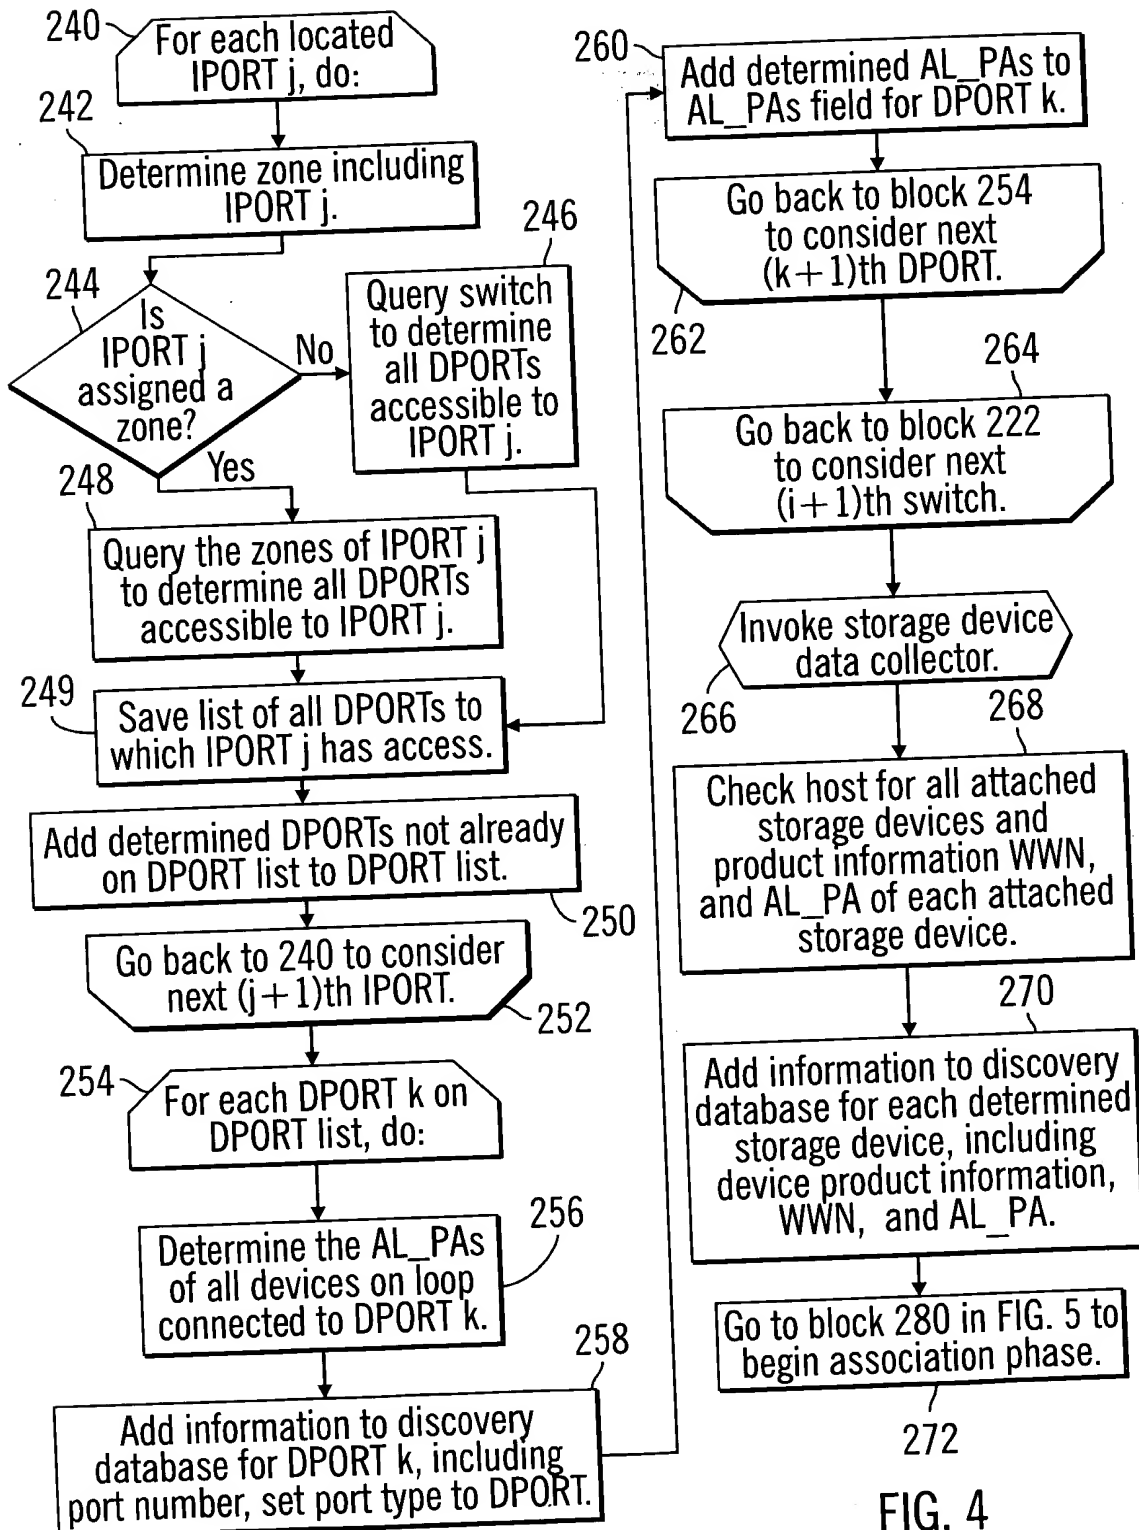 240
For each located
IPORT j, do:
242
Determine zone including
IPORT j.
244
Is
IPORT j
assigned a
zone?
No
Yes
246
Query switch
to determine
all DPORTs
accessible to
IPORT j.
248
Query the zones of IPORT j
to determine all DPORTs
accessible to IPORT j.
249
Save list of all DPORTs to
which IPORT j has access.
Add determined DPORTs not already
on DPORT list to DPORT list.
250
Go back to 240 to consider
next (j+1)th IPORT.
252
254
For each DPORT k on
DPORT list, do:
256
Determine the AL_PAs
of all devices on loop
connected to DPORT k.
258
Add information to discovery
database for DPORT k, including
port number, set port type to DPORT.
260
Add determined AL_PAs to
AL_PAs field for DPORT k.
Go back to block 254
to consider next
(k+1)th DPORT.
262
264
Go back to block 222
to consider next
(i+1)th switch.
Invoke storage device
data collector.
266
268
Check host for all attached
storage devices and
product information WWN,
and AL_PA of each attached
storage device.
270
Add information to discovery
database for each determined
storage device, including
device product information,
WWN, and AL_PA.
Go to block 280 in FIG. 5 to
begin association phase.
272
FIG. 4